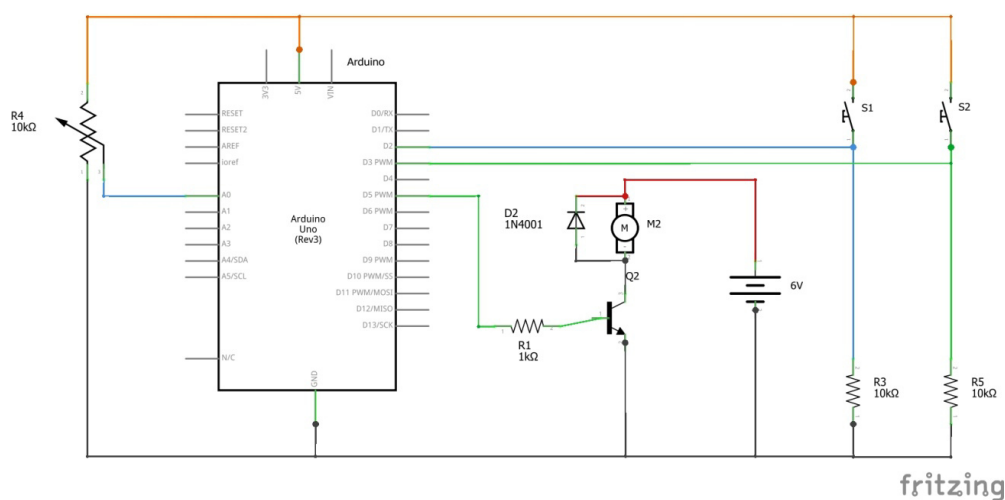 Arduino
3V3
5V
VIN
RESET
RESET2
AREF
ioref
A0
A1
A2
A3
A4/SDA
A5/SCL
N/C
D0/RX
D1/TX
D2
D3 PWM
D4
D5 PWM
D6 PWM
D7
D8
D9 PWM
D10 PWM/SS
D11 PWM/MOSI
D12/MISO
D13/SCK
GND
Arduino
Uno
(Rev3)
R4
10kΩ
S1
S2
D2
1N4001
M
M2
Q2
6V
R1
1kΩ
R3
10kΩ
R5
10kΩ
fritzing